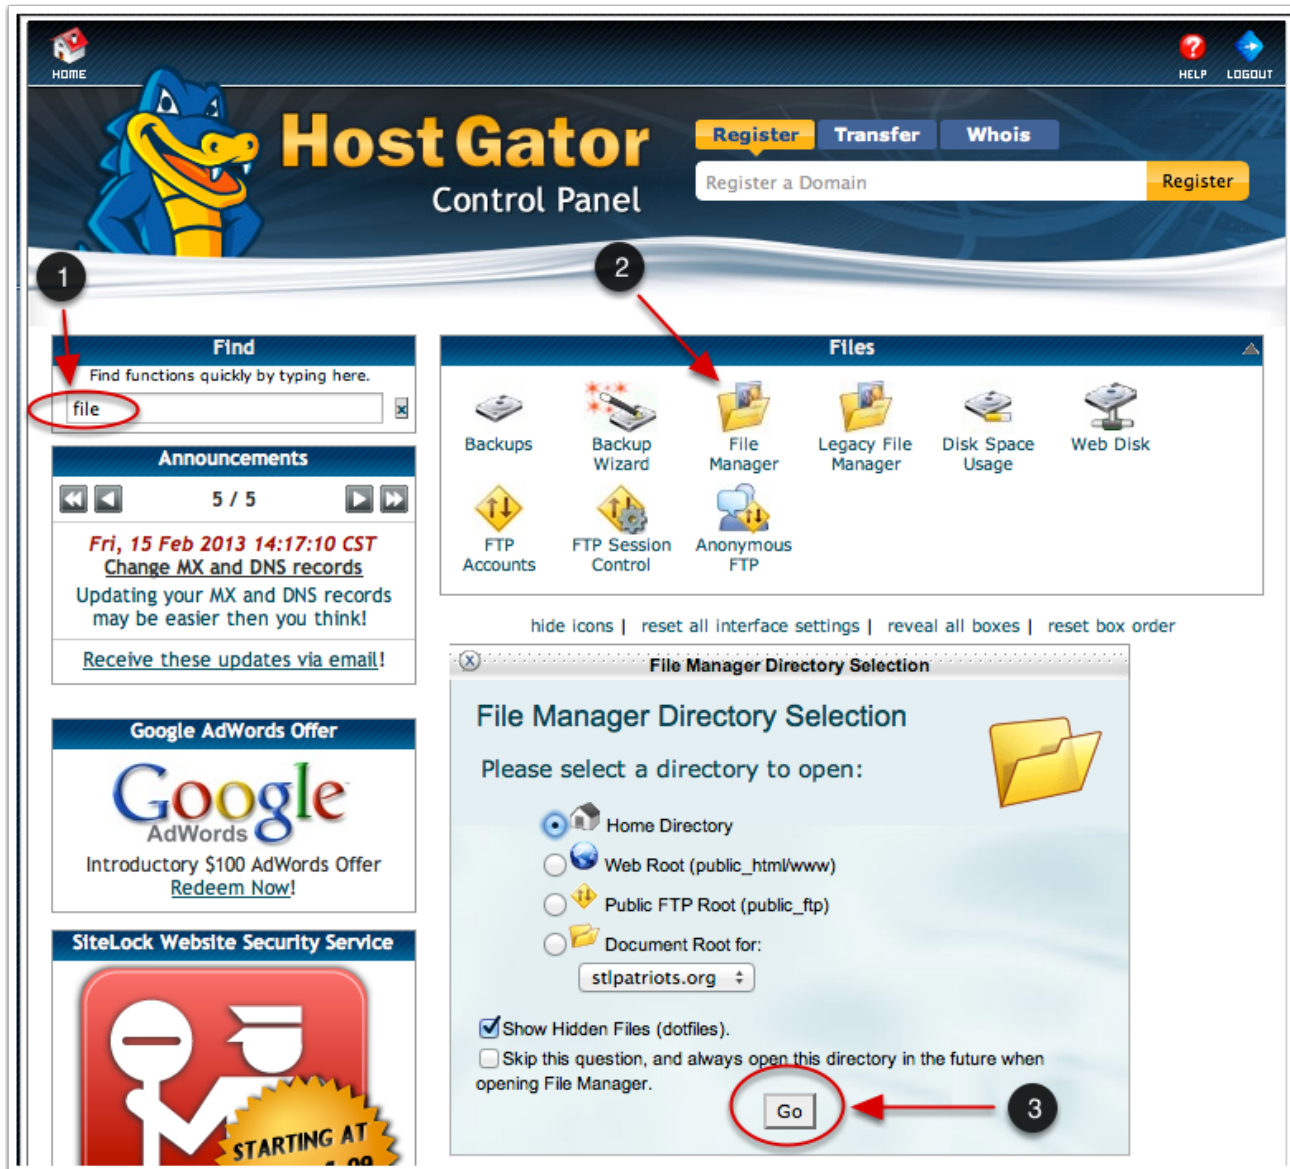 HOME
HELP
LOGOUT
HostGator
Control Panel
Register
Transfer
Whois
Register a Domain
Register
1
2
Find
Find functions quickly by typing here.
file
Files
Backups
Backup
Wizard
File
Manager
Legacy File
Manager
Disk Space
Usage
Web Disk
FTP
Accounts
FTP Session
Control
Anonymous
FTP
Announcements
5 / 5
Fri, 15 Feb 2013 14:17:10 CST
Change MX and DNS records
Updating your MX and DNS records
may be easier then you think!
Receive these updates via email!
hide icons | reset all interface settings | reveal all boxes | reset box order
File Manager Directory Selection
File Manager Directory Selection
Please select a directory to open:
Home Directory
Web Root (public_html/www)
Public FTP Root (public_ftp)
Document Root for:
stlpatriots.org
Show Hidden Files (dotfiles).
Skip this question, and always open this directory in the future when
opening File Manager.
Go
3
Google AdWords Offer
Google
AdWords
Introductory $100 AdWords Offer
Redeem Now!
SiteLock Website Security Service
STARTING AT